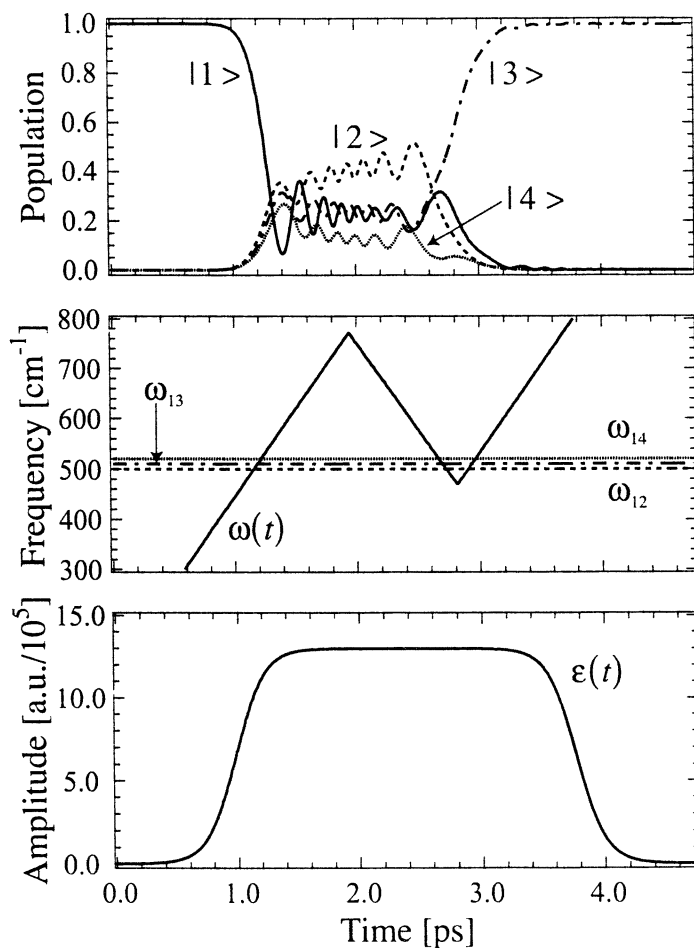 1.0
0.8
0.6
0.4
0.2
0.0
Population
|1>
|2>
|3>
|4>
800
700
600
500
400
300
Frequency [cm⁻¹]
ω₁₃
ω₁₄
ω₁₂
ω(t)
15.0
10.0
5.0
0.0
Amplitude [a.u./10⁵]
ε(t)
0.0 1.0 2.0 3.0 4.0
Time [ps]